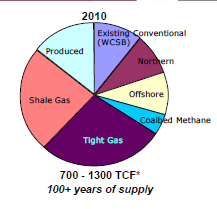 2010
Existing Conventional
(WCSB)
Produced
Northern
Shale Gas
Offshore
Coalbed Methane
Tight Gas
700 - 1300 TCF*
100+ years of supply